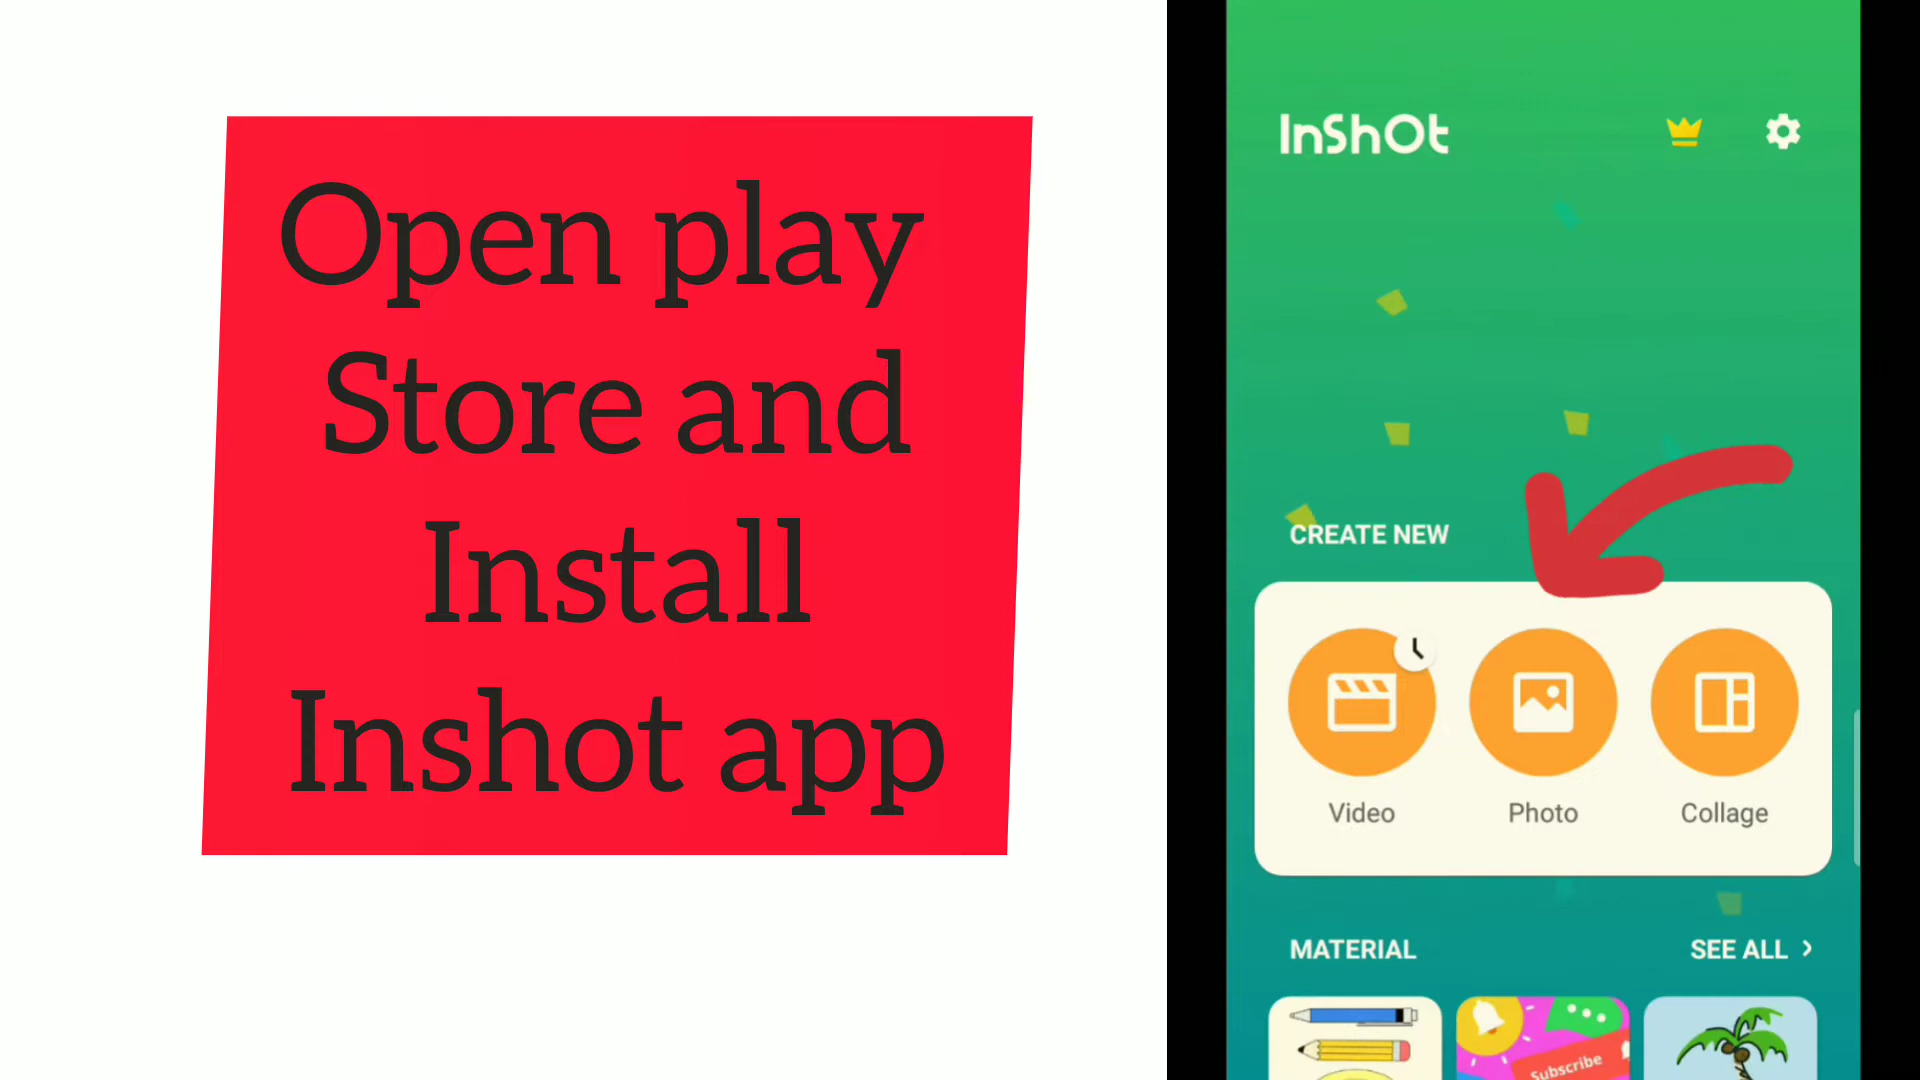 Open play
Store and
Install
Inshot app
InShOt
CREATE NEW
Video
Photo
Collage
MATERIAL
SEE ALL
Subscribe